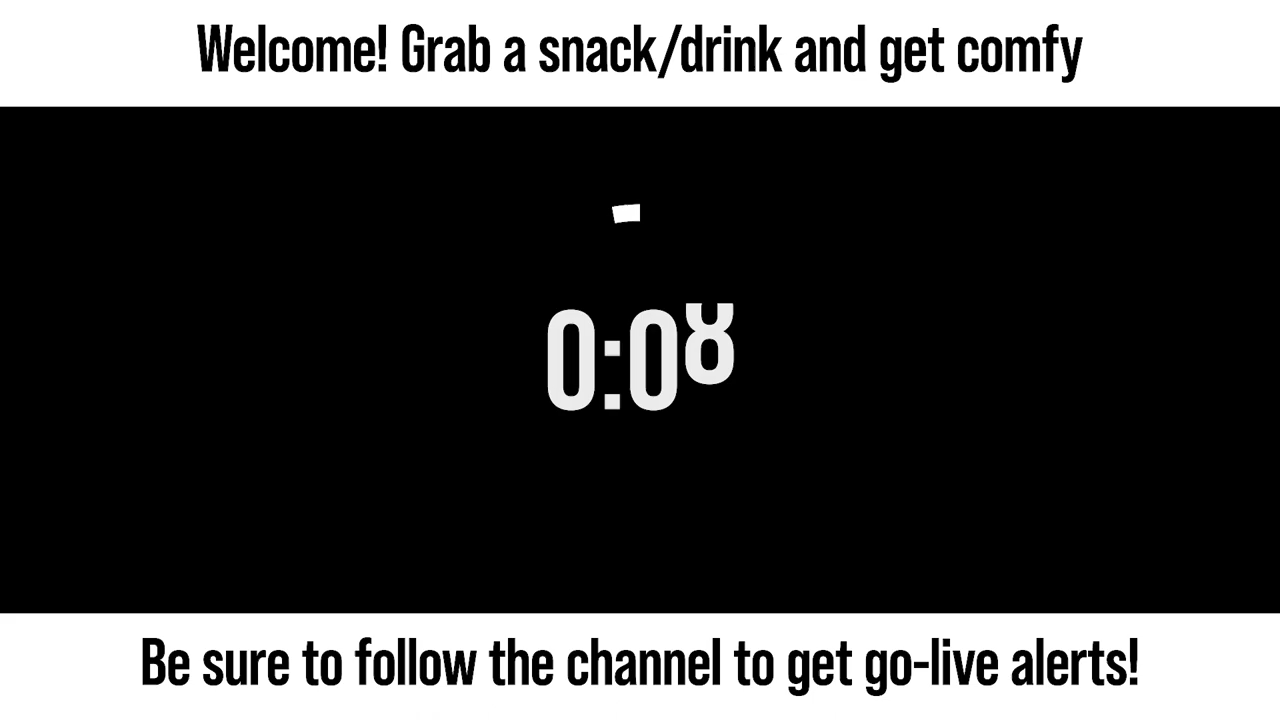 Welcome! Grab a snack/drink and get comfy
0:08
Be sure to follow the channel to get go-live alerts!